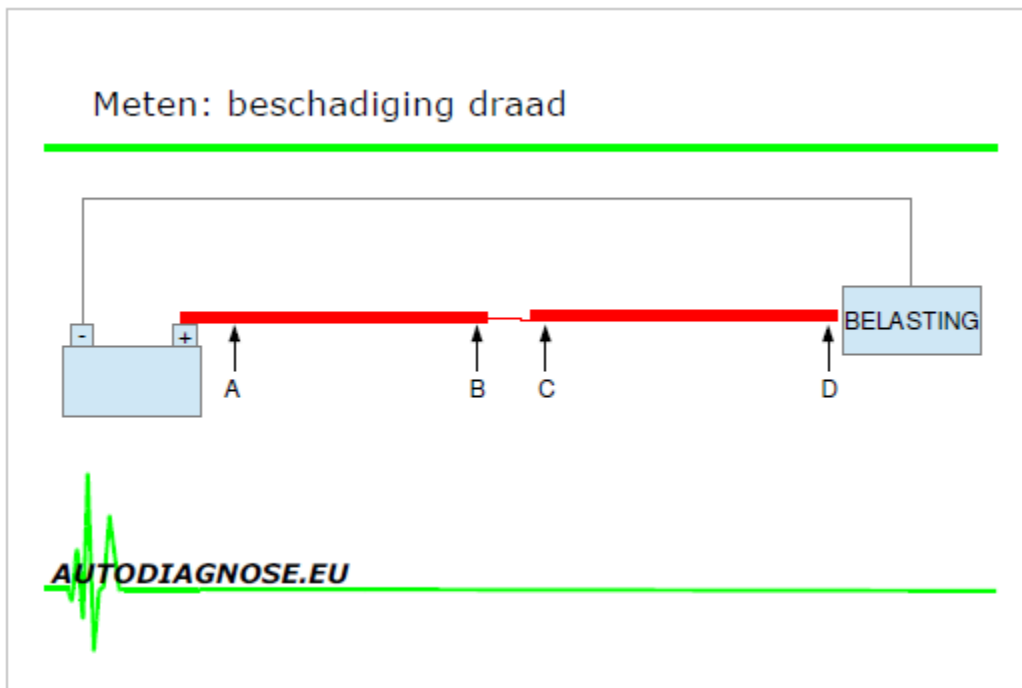 Meten: beschadiging draad
- + BELASTING
A B C D
AUTODIAGNOSE.EU